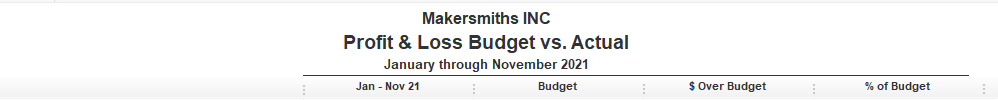 Makersmiths INC
Profit & Loss Budget vs. Actual
January through November 2021
Jan - Nov 21 Budget $ Over Budget % of Budget